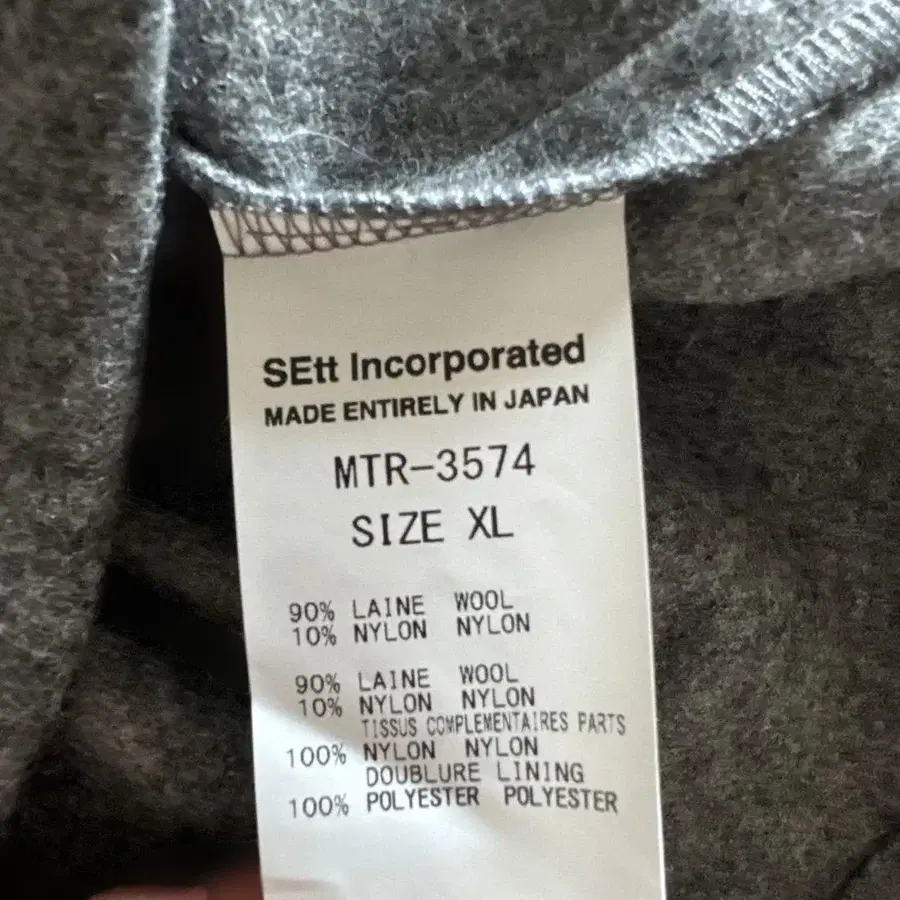 SEtt Incorporated
MADE ENTIRELY IN JAPAN
MTR-3574
SIZE XL
90% LAINE WOOL
10% NYLON NYLON
90% LAINE WOOL
10% NYLON NYLON
TISSUS COMPLEMENTAIRES PARTS
100% NYLON NYLON
DOUBLURE LINING
100% POLYESTER POLYESTER